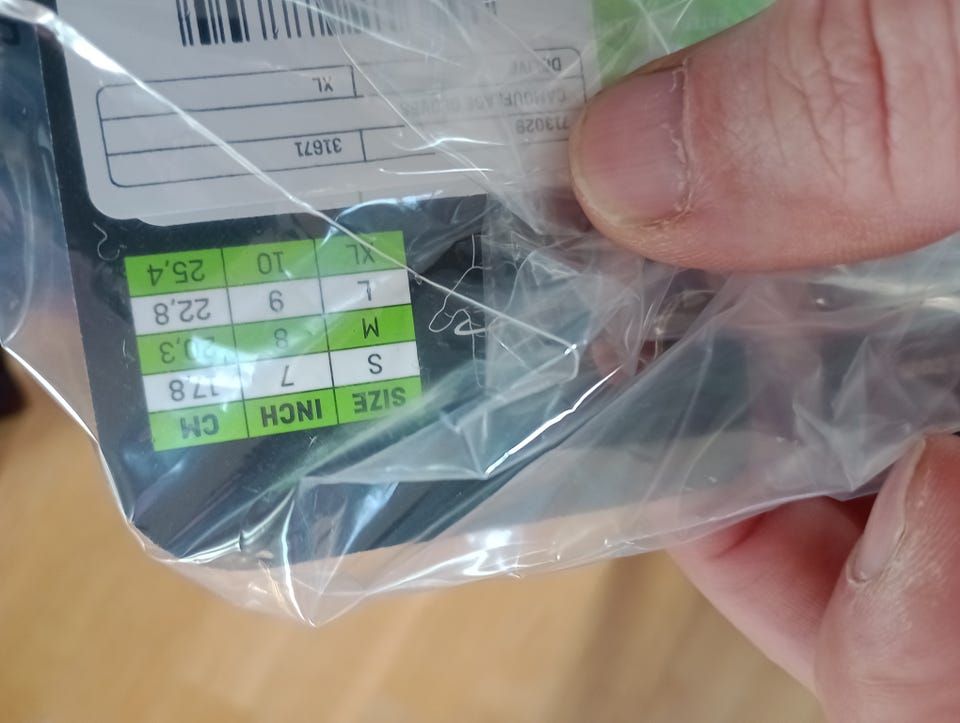 SIZE INCH CM
S 7 17,8
M 8 20,3
L 9 22,8
XL 10 25,4
713029 31671
CAMOUFLAGE GLOVES
XL